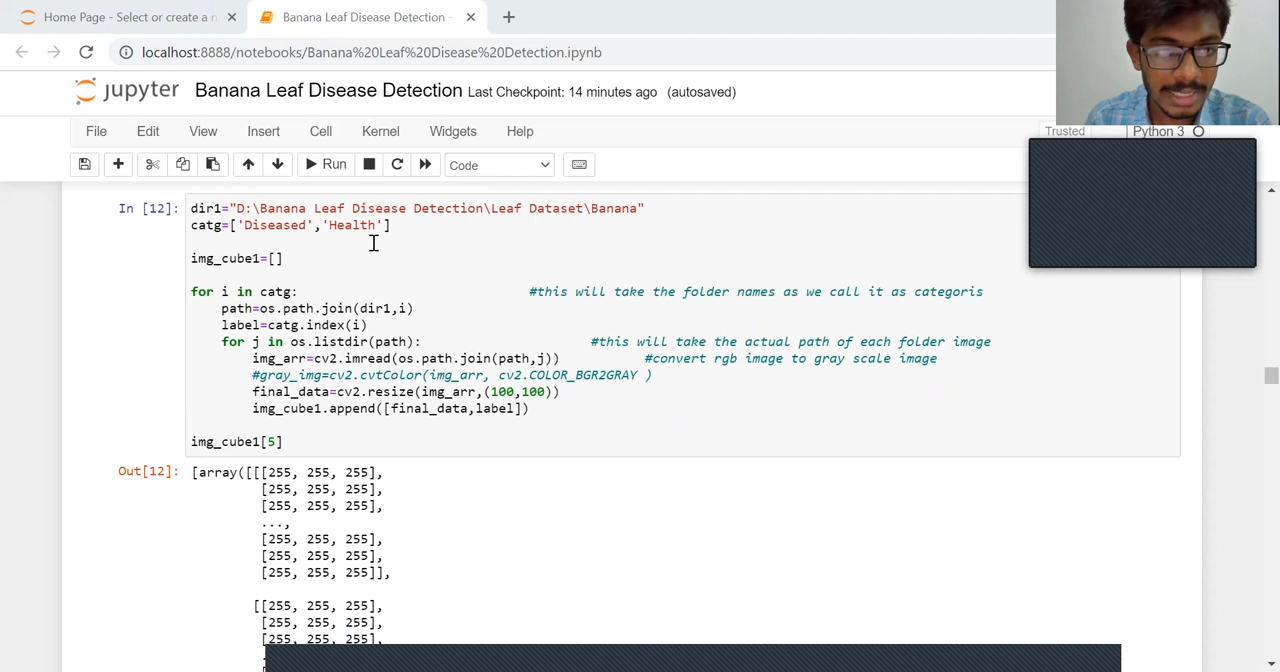 Home Page - Select or create a n
Banana Leaf Disease Detection -
localhost:8888/notebooks/Banana%20Leaf%20Disease%20Detection.ipynb
jupyter Banana Leaf Disease Detection Last Checkpoint: 14 minutes ago (autosaved)
File Edit View Insert Cell Kernel Widgets Help Trusted Python 3
Run Code
In [12]: dir1="D:\Banana Leaf Disease Detection\Leaf Dataset\Banana"
catg=['Diseased','Health']
img_cube1=[]
for i in catg: #this will take the folder names as we call it as categoris
path=os.path.join(dir1,i)
label=catg.index(i)
for j in os.listdir(path): #this will take the actual path of each folder image
img_arr=cv2.imread(os.path.join(path,j)) #convert rgb image to gray scale image
#gray_img=cv2.cvtColor(img_arr, cv2.COLOR_BGR2GRAY )
final_data=cv2.resize(img_arr,(100,100))
img_cube1.append([final_data,label])
img_cube1[5]
Out[12]: [array([[[255, 255, 255],
[255, 255, 255],
[255, 255, 255],
...,
[255, 255, 255],
[255, 255, 255],
[255, 255, 255]],
[[255, 255, 255],
[255, 255, 255],
[255, 255, 255],